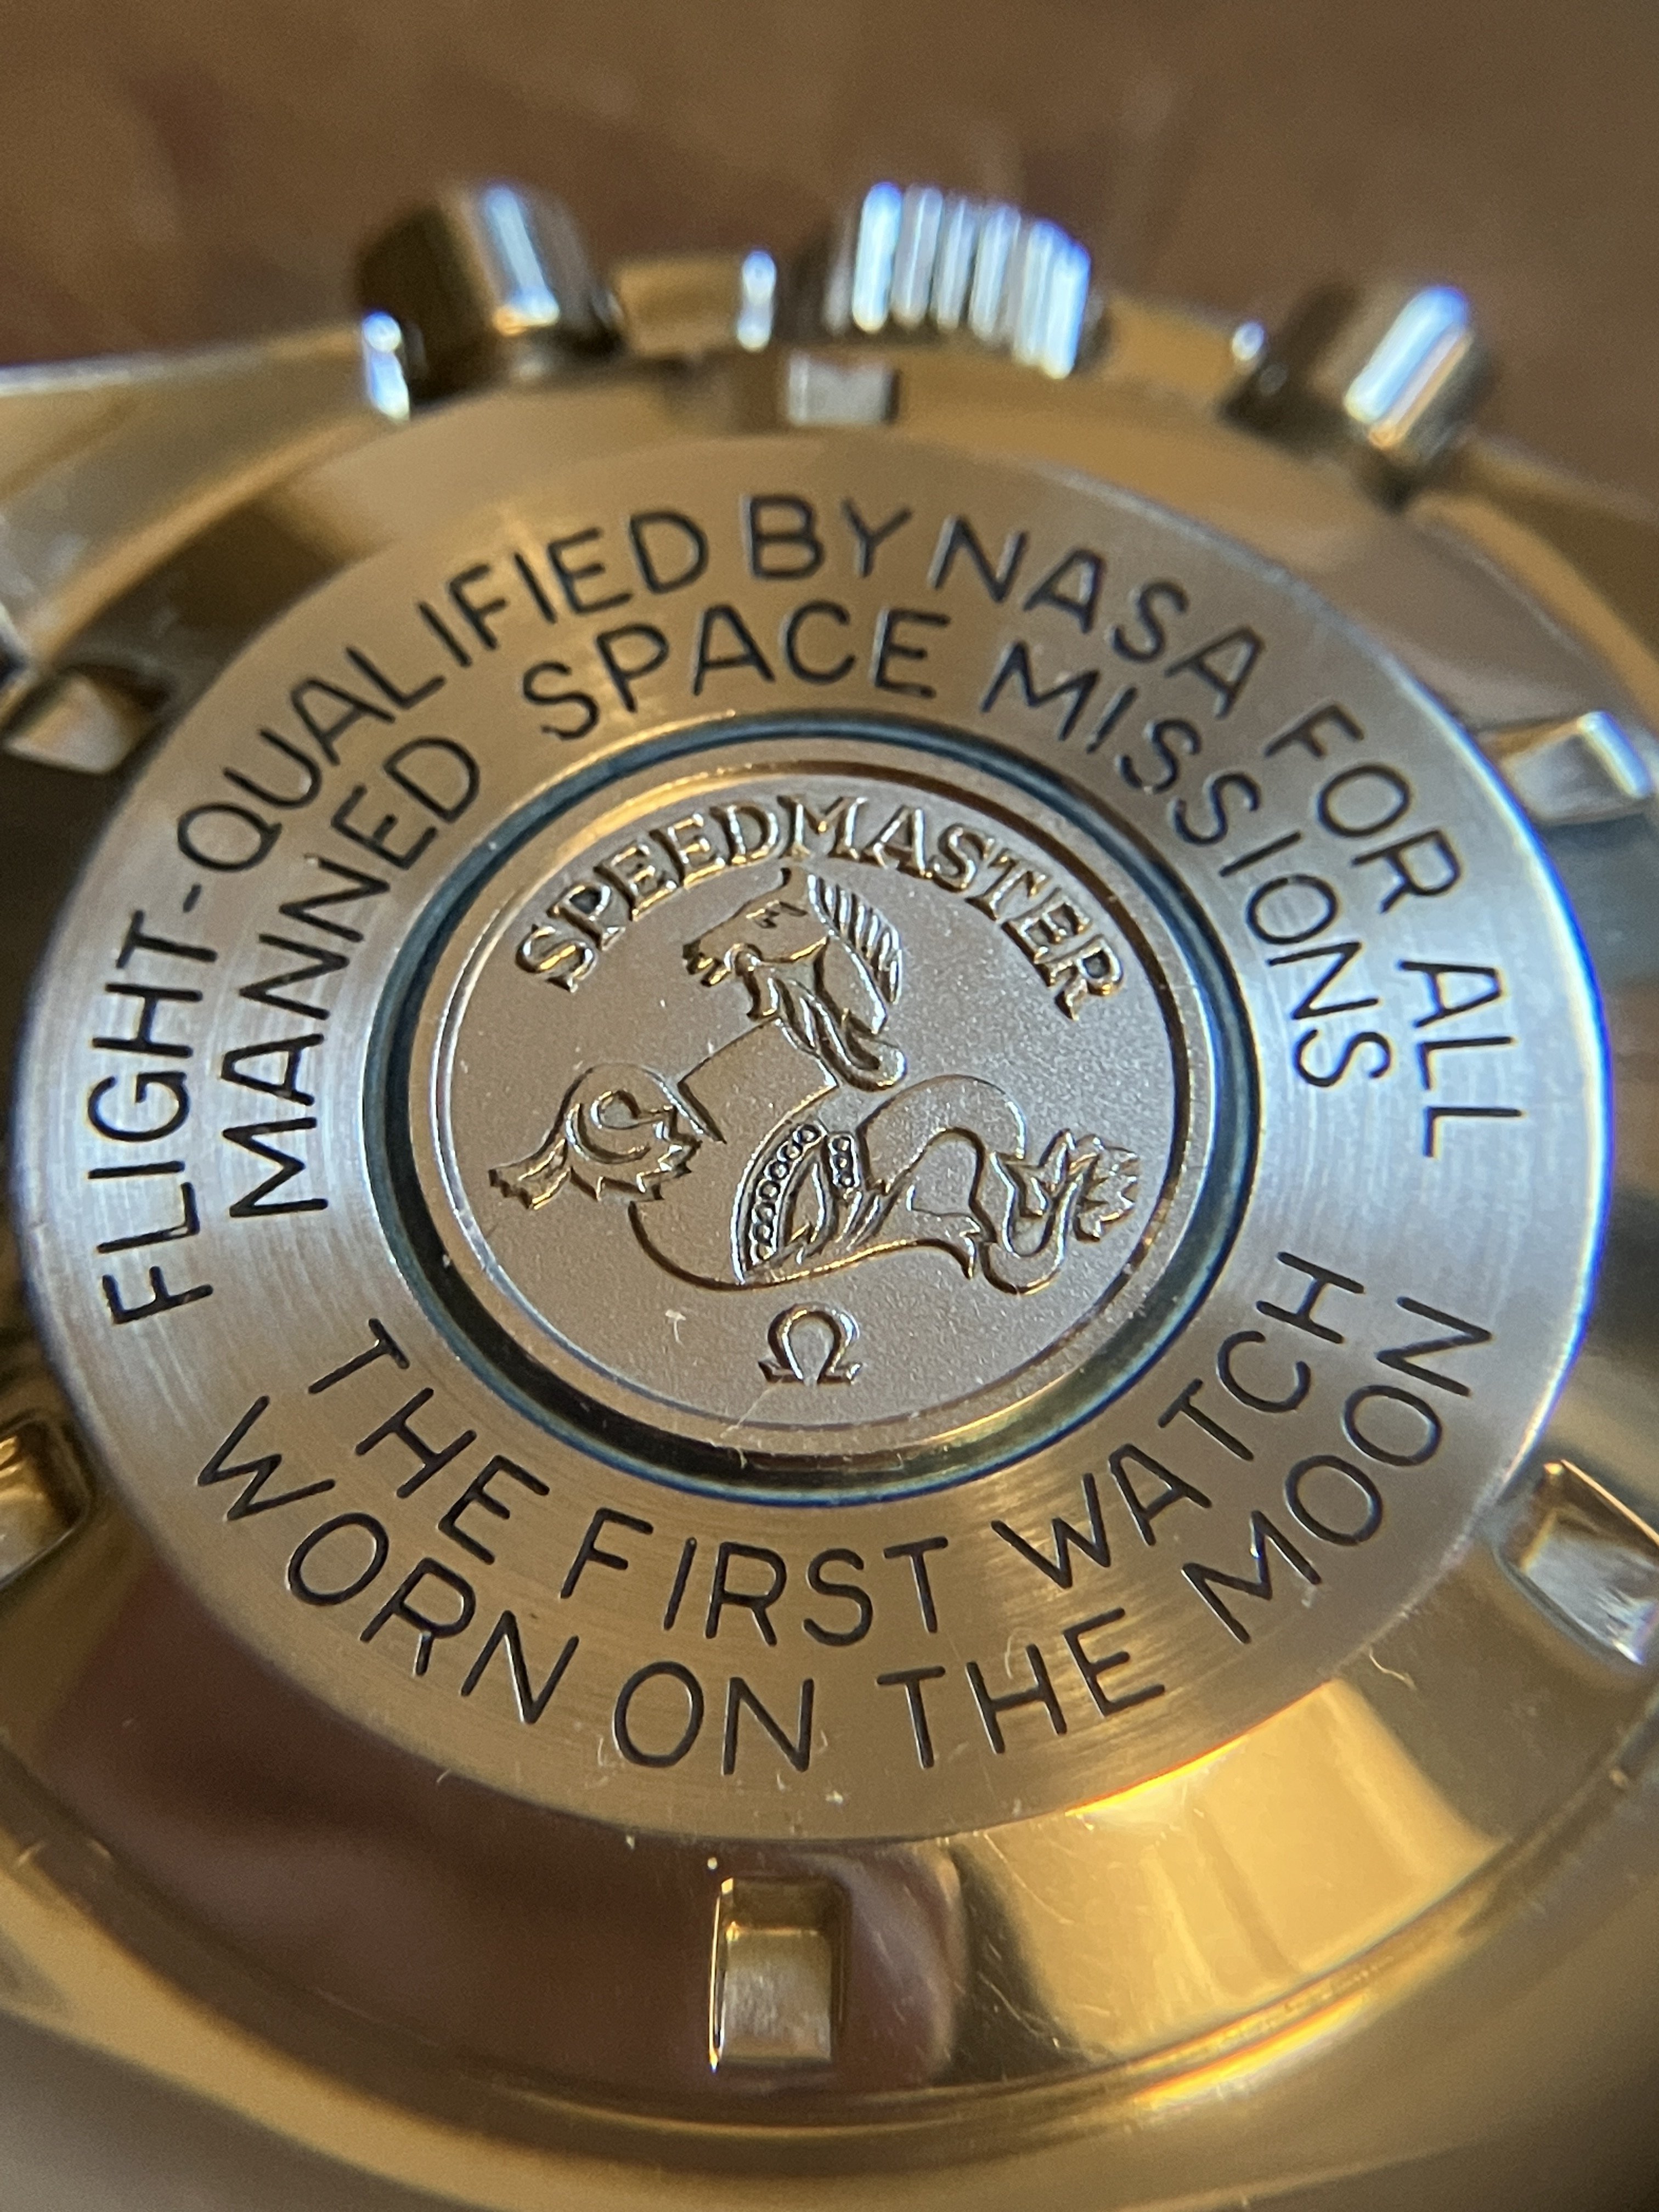 FLIGHT-QUALIFIED BY NASA FOR ALL
MANNED SPACE MISSIONS
SPEEDMASTER
Ω
THE FIRST WATCH
WORN ON THE MOON